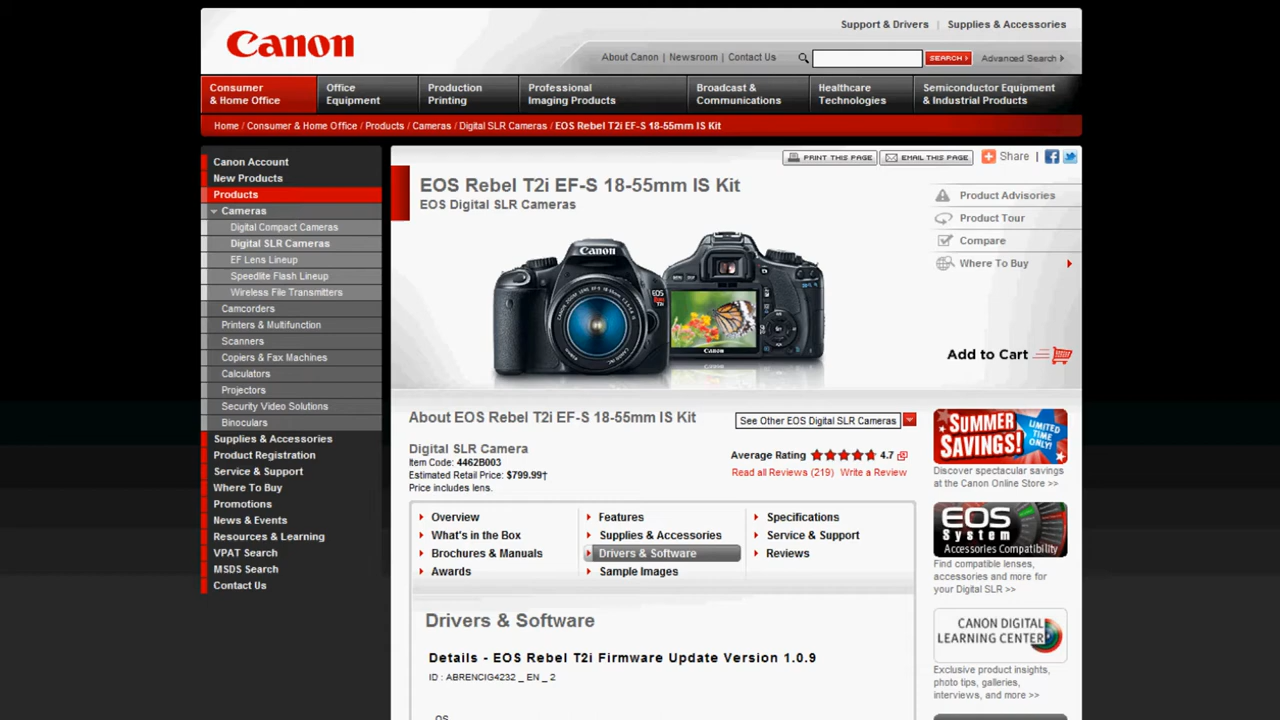 Canon
Support & Drivers | Supplies & Accessories
About Canon | Newsroom | Contact Us
SEARCH
Advanced Search
Consumer & Home Office
Office Equipment
Production Printing
Professional Imaging Products
Broadcast & Communications
Healthcare Technologies
Semiconductor Equipment & Industrial Products
Home / Consumer & Home Office / Products / Cameras / Digital SLR Cameras / EOS Rebel T2i EF-S 18-55mm IS Kit
Canon Account
New Products
Products
Cameras
Digital Compact Cameras
Digital SLR Cameras
EF Lens Lineup
Speedlite Flash Lineup
Wireless File Transmitters
Camcorders
Printers & Multifunction
Scanners
Copiers & Fax Machines
Calculators
Projectors
Security Video Solutions
Binoculars
Supplies & Accessories
Product Registration
Service & Support
Where To Buy
Promotions
News & Events
Resources & Learning
VPAT Search
MSDS Search
Contact Us
PRINT THIS PAGE
EMAIL THIS PAGE
Share |
EOS Rebel T2i EF-S 18-55mm IS Kit
EOS Digital SLR Cameras
Product Advisories
Product Tour
Compare
Where To Buy
Canon
EOS
Canon
Add to Cart
About EOS Rebel T2i EF-S 18-55mm IS Kit
See Other EOS Digital SLR Cameras
Digital SLR Camera
Item Code: 4462B003
Estimated Retail Price: $799.99†
Price includes lens.
Average Rating 4.7
Read all Reviews (219) Write a Review
Overview
Features
Specifications
What's in the Box
Supplies & Accessories
Service & Support
Brochures & Manuals
Drivers & Software
Reviews
Awards
Sample Images
Drivers & Software
Details - EOS Rebel T2i Firmware Update Version 1.0.9
ID : ABRENCIG4232 _ EN _ 2
OS
SUMMER SAVINGS!
LIMITED TIME ONLY!
Discover spectacular savings
at the Canon Online Store >>
EOS System
Accessories Compatibility
Find compatible lenses,
accessories and more for
your Digital SLR >>
CANON DIGITAL
LEARNING CENTER
Exclusive product insights,
photo tips, galleries,
interviews, and more >>